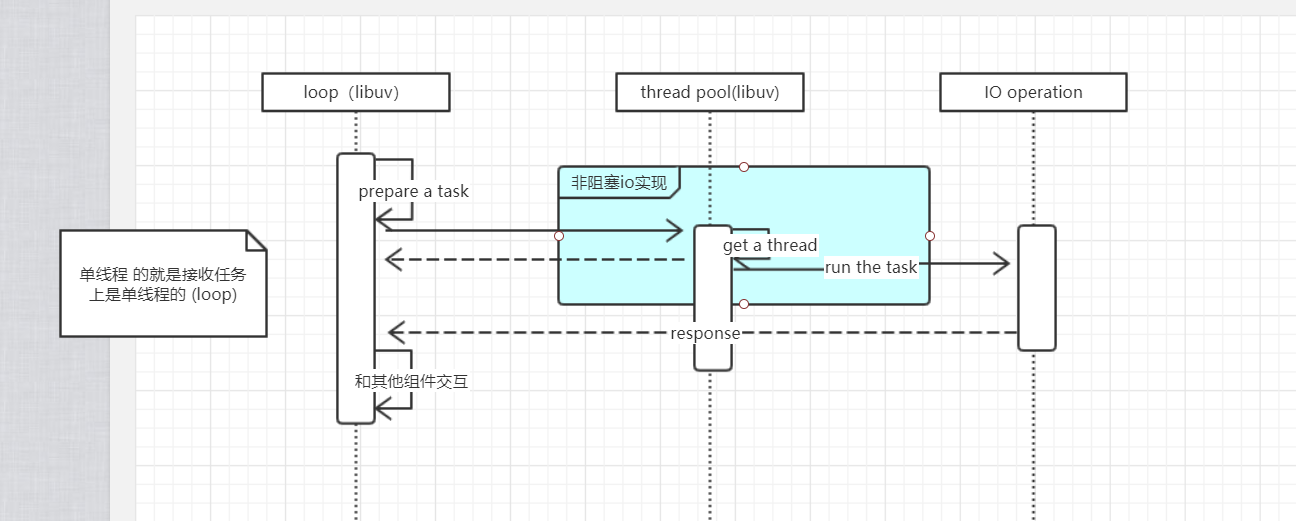 loop（libuv）
thread pool(libuv)
IO operation
prepare a task
非阻塞io实现
get a thread
run the task
单线程 的就是接收任务
上是单线程的 (loop)
response
和其他组件交互